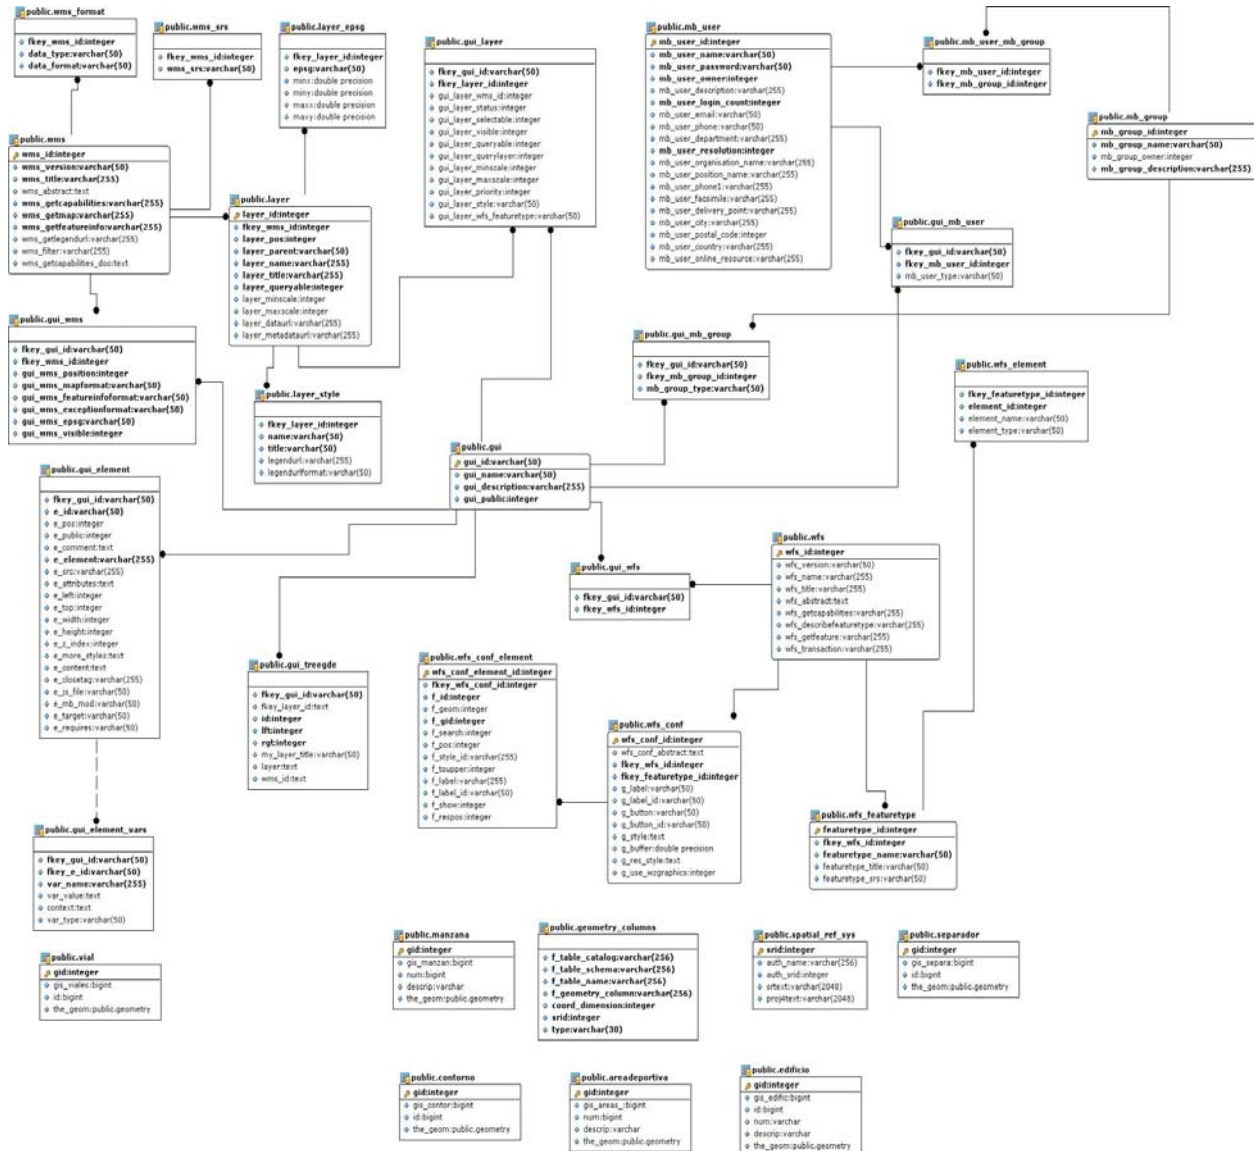 public.wms_format
fkey_wms_id:integer
data_type:varchar(50)
data_format:varchar(50)
public.wms_srs
fkey_wms_id:integer
wms_srs:varchar(50)
public.layer_epsg
fkey_layer_id:integer
epsg:varchar(50)
minx:double precision
miny:double precision
maxx:double precision
maxy:double precision
public.gui_layer
fkey_gui_id:varchar(50)
fkey_layer_id:integer
gui_layer_wms_id:integer
gui_layer_status:integer
gui_layer_selectable:integer
gui_layer_visible:integer
gui_layer_queryable:integer
gui_layer_querylayer:integer
gui_layer_minscale:integer
gui_layer_maxscale:integer
gui_layer_priority:integer
gui_layer_style:varchar(50)
gui_layer_wfs_featuretype:varchar(50)
public.mb_user
mb_user_id:integer
mb_user_name:varchar(50)
mb_user_password:varchar(50)
mb_user_owner:integer
mb_user_description:varchar(255)
mb_user_login_count:integer
mb_user_email:varchar(50)
mb_user_phone:varchar(50)
mb_user_department:varchar(255)
mb_user_resolution:integer
mb_user_organisation_name:varchar(255)
mb_user_position_name:varchar(255)
mb_user_phone1:varchar(255)
mb_user_facsimile:varchar(255)
mb_user_delivery_point:varchar(255)
mb_user_city:varchar(255)
mb_user_postal_code:integer
mb_user_country:varchar(255)
mb_user_online_resource:varchar(255)
public.mb_user_mb_group
fkey_mb_user_id:integer
fkey_mb_group_id:integer
public.mb_group
mb_group_id:integer
mb_group_name:varchar(50)
mb_group_owner:integer
mb_group_description:varchar(255)
public.wms
wms_id:integer
wms_version:varchar(50)
wms_title:varchar(255)
wms_abstract:text
wms_getcapabilities:varchar(255)
wms_getmap:varchar(255)
wms_getfeatureinfo:varchar(255)
wms_getlegendurl:varchar(255)
wms_filter:varchar(255)
wms_getcapabilities_doc:text
public.layer
layer_id:integer
fkey_wms_id:integer
layer_pos:integer
layer_parent:varchar(50)
layer_name:varchar(255)
layer_title:varchar(255)
layer_queryable:integer
layer_minscale:integer
layer_maxscale:integer
layer_dataurl:varchar(255)
layer_metadataurl:varchar(255)
public.gui_mb_user
fkey_gui_id:varchar(50)
fkey_mb_user_id:integer
mb_user_type:varchar(50)
public.gui_wms
fkey_gui_id:varchar(50)
fkey_wms_id:integer
gui_wms_position:integer
gui_wms_mapformat:varchar(50)
gui_wms_featureinfoformat:varchar(50)
gui_wms_exceptionformat:varchar(50)
gui_wms_epsg:varchar(50)
gui_wms_visible:integer
public.gui_mb_group
fkey_gui_id:varchar(50)
fkey_mb_group_id:integer
mb_group_type:varchar(50)
public.wfs_element
fkey_featuretype_id:integer
element_id:integer
element_name:varchar(50)
element_type:varchar(50)
public.layer_style
fkey_layer_id:integer
name:varchar(50)
title:varchar(50)
legendurl:varchar(255)
legendurlformat:varchar(50)
public.gui
gui_id:varchar(50)
gui_name:varchar(50)
gui_description:varchar(255)
gui_public:integer
public.gui_element
fkey_gui_id:varchar(50)
e_id:varchar(50)
e_pos:integer
e_public:integer
e_comment:text
e_element:varchar(255)
e_src:varchar(255)
e_attributes:text
e_left:integer
e_top:integer
e_width:integer
e_height:integer
e_z_index:integer
e_more_styles:text
e_content:text
e_closetag:varchar(255)
e_js_file:varchar(50)
e_mb_mod:varchar(50)
e_target:varchar(50)
e_requires:varchar(50)
public.wfs
wfs_id:integer
wfs_version:varchar(50)
wfs_name:varchar(255)
wfs_title:varchar(255)
wfs_abstract:text
wfs_getcapabilities:varchar(255)
wfs_describefeaturetype:varchar(255)
wfs_getfeature:varchar(255)
wfs_transaction:varchar(255)
public.gui_wfs
fkey_gui_id:varchar(50)
fkey_wfs_id:integer
public.gui_treegde
fkey_gui_id:varchar(50)
fkey_layer_id:text
id:integer
lft:integer
rgt:integer
my_layer_title:varchar(50)
layer:text
wms_id:text
public.wfs_conf_element
wfs_conf_element_id:integer
fkey_wfs_conf_id:integer
f_id:integer
f_geom:integer
f_gid:integer
f_search:integer
f_pos:integer
f_style_id:varchar(255)
f_toupper:integer
f_label:varchar(255)
f_label_id:varchar(50)
f_show:integer
f_respos:integer
public.wfs_conf
wfs_conf_id:integer
wfs_conf_abstract:text
fkey_wfs_id:integer
fkey_featuretype_id:integer
g_label:varchar(50)
g_label_id:varchar(50)
g_button:varchar(50)
g_button_id:varchar(50)
g_style:text
g_buffer:double precision
g_res_style:text
g_use_wzgraphics:integer
public.wfs_featuretype
featuretype_id:integer
fkey_wfs_id:integer
featuretype_name:varchar(50)
featuretype_title:varchar(50)
featuretype_srs:varchar(50)
public.gui_element_vars
fkey_gui_id:varchar(50)
fkey_e_id:varchar(50)
var_name:varchar(255)
var_value:text
context:text
var_type:varchar(50)
public.vial
gid:integer
gis_viales:bigint
id:bigint
the_geom:public.geometry
public.manzana
gid:integer
gis_manzan:bigint
num:bigint
descrip:varchar
the_geom:public.geometry
public.geometry_columns
f_table_catalog:varchar(256)
f_table_schema:varchar(256)
f_table_name:varchar(256)
f_geometry_column:varchar(256)
coord_dimension:integer
srid:integer
type:varchar(30)
public.spatial_ref_sys
srid:integer
auth_name:varchar(256)
auth_srid:integer
srtext:varchar(2048)
proj4text:varchar(2048)
public.separador
gid:integer
gis_separa:bigint
id:bigint
the_geom:public.geometry
public.contorno
gid:integer
gis_contor:bigint
id:bigint
the_geom:public.geometry
public.areadeportiva
gid:integer
gis_areas_:bigint
num:bigint
descrip:varchar
the_geom:public.geometry
public.edificio
gid:integer
gis_edific:bigint
id:bigint
num:varchar
descrip:varchar
the_geom:public.geometry